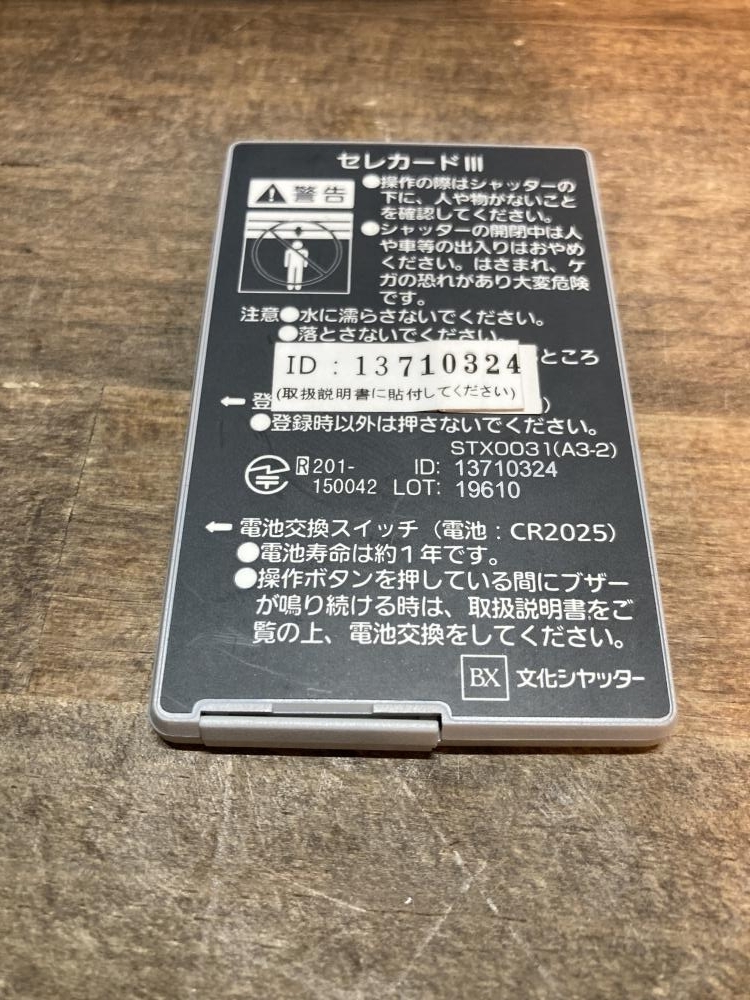 セレカードIII
警告
●操作の際はシャッターの
下に、人や物がないこと
を確認してください。
●シャッターの開閉中は人
や車等の出入りはおやめ
ください。はさまれ、ケ
ガの恐れがあり大変危険
です。
注意●水に濡らさないでください。
●落とさないでください。
ところ
ID : 13710324
(取扱説明書に貼付してください)
← 登
●登録時以外は押さないでください。
STX0031(A3-2)
R 201-
150042
ID: 13710324
LOT: 19610
← 電池交換スイッチ（電池：CR2025）
●電池寿命は約1年です。
●操作ボタンを押している間にブザー
が鳴り続ける時は、取扱説明書をご
覧の上、電池交換をしてください。
BX 文化シヤッター